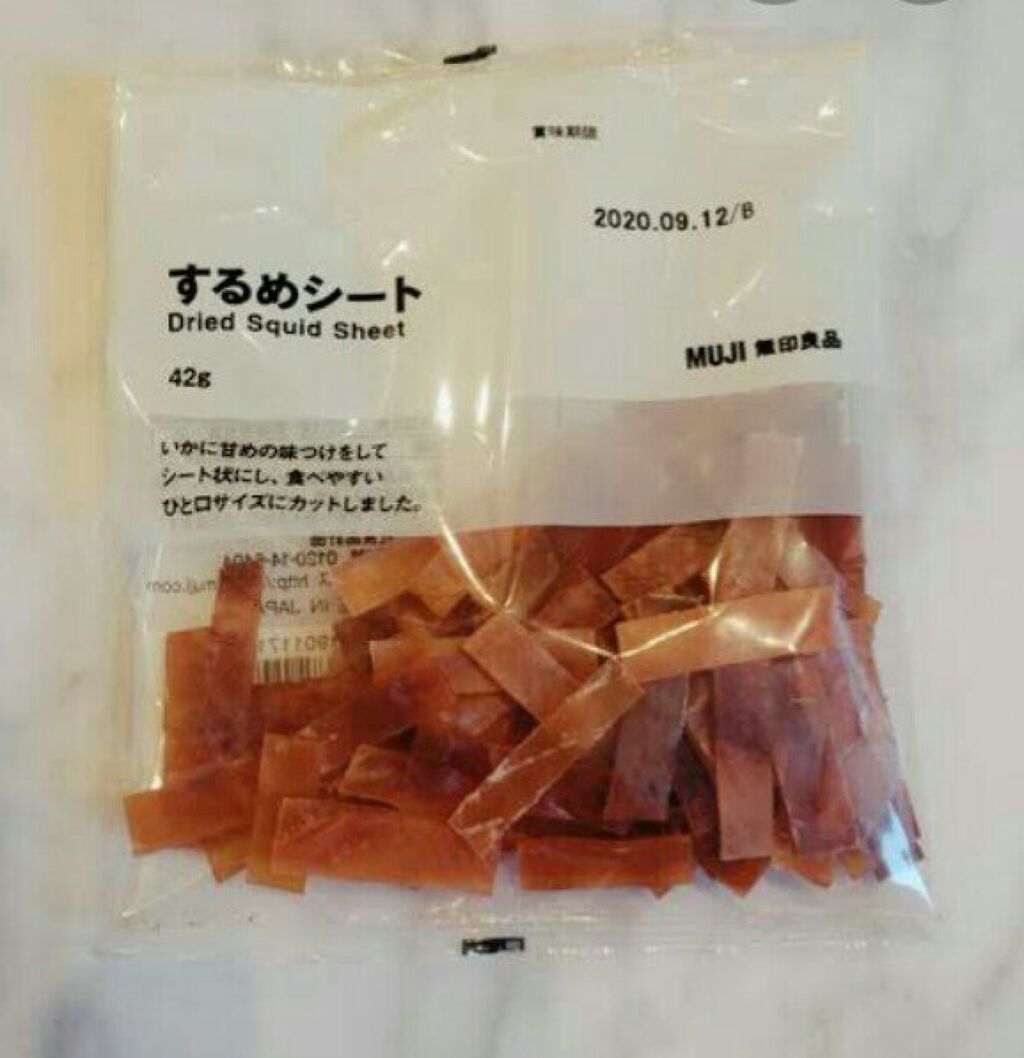 賞味期限
2020.09.12/B
するめシート
Dried Squid Sheet
MUJI 無印良品
42g
いかに甘めの味つけをして
シート状にし、食べやすい
ひと口サイズにカットしました。